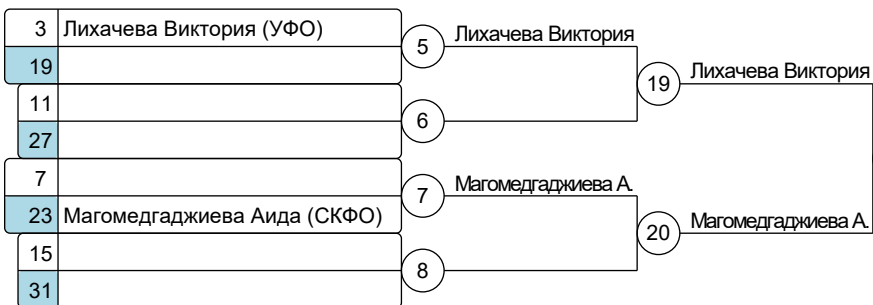 3 Лихачева Виктория (УФО)
5 Лихачева Виктория
19
19 Лихачева Виктория
11
6
27
7
7 Магомедгаджиева А.
23 Магомедгаджиева Аида (СКФО)
20 Магомедгаджиева А.
15
8
31